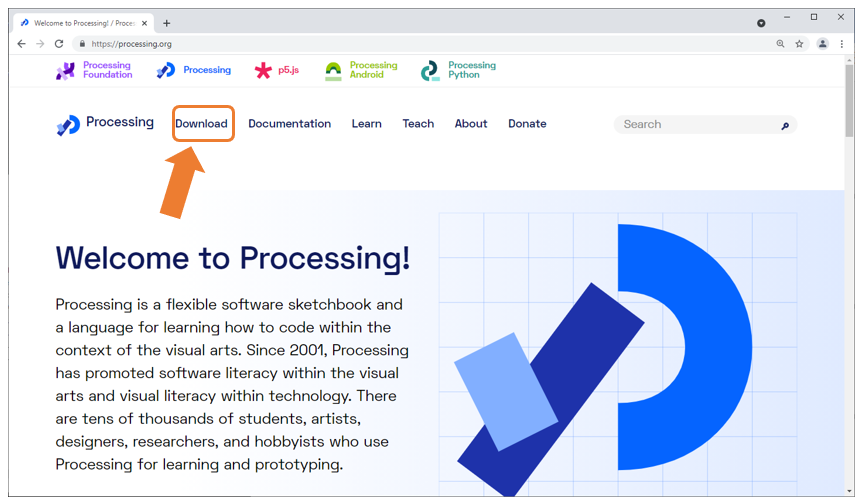 Welcome to Processing! / Proces
https://processing.org
Processing Foundation
Processing
p5.js
Processing Android
Processing Python
Processing
Download
Documentation
Learn
Teach
About
Donate
Search
Welcome to Processing!
Processing is a flexible software sketchbook and
a language for learning how to code within the
context of the visual arts. Since 2001, Processing
has promoted software literacy within the visual
arts and visual literacy within technology. There
are tens of thousands of students, artists,
designers, researchers, and hobbyists who use
Processing for learning and prototyping.